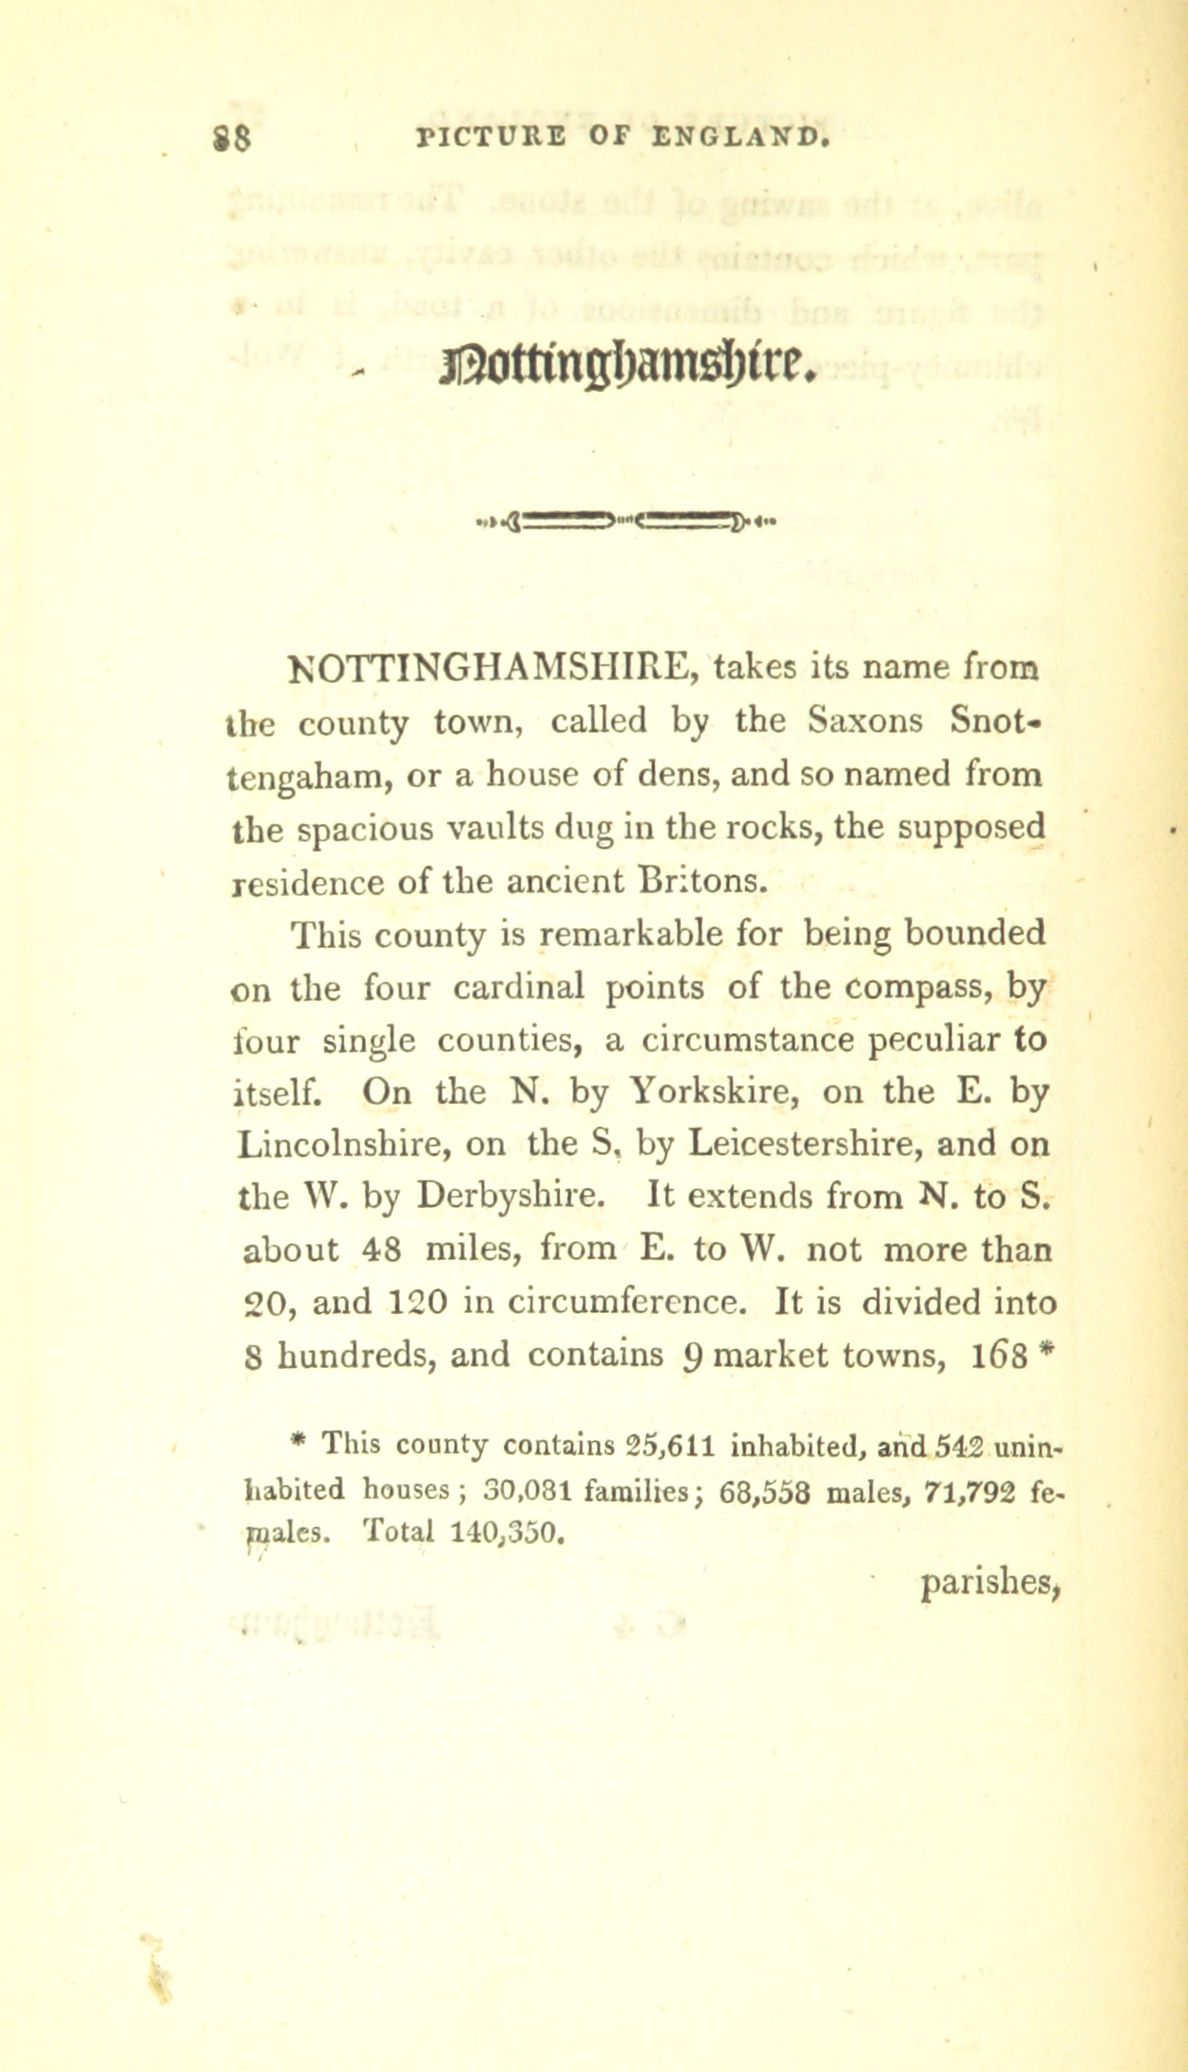 88 PICTURE OF ENGLAND.
Nottinghamshire.
NOTTINGHAMSHIRE, takes its name from
the county town, called by the Saxons Snot-
tengaham, or a house of dens, and so named from
the spacious vaults dug in the rocks, the supposed
residence of the ancient Britons.
This county is remarkable for being bounded
on the four cardinal points of the compass, by
four single counties, a circumstance peculiar to
itself. On the N. by Yorkskire, on the E. by
Lincolnshire, on the S. by Leicestershire, and on
the W. by Derbyshire. It extends from N. to S.
about 48 miles, from E. to W. not more than
20, and 120 in circumference. It is divided into
8 hundreds, and contains 9 market towns, 168 *
* This county contains 25,611 inhabited, and 542 unin-
habited houses; 30,081 families; 68,558 males, 71,792 fe-
males. Total 140,350.
parishes,